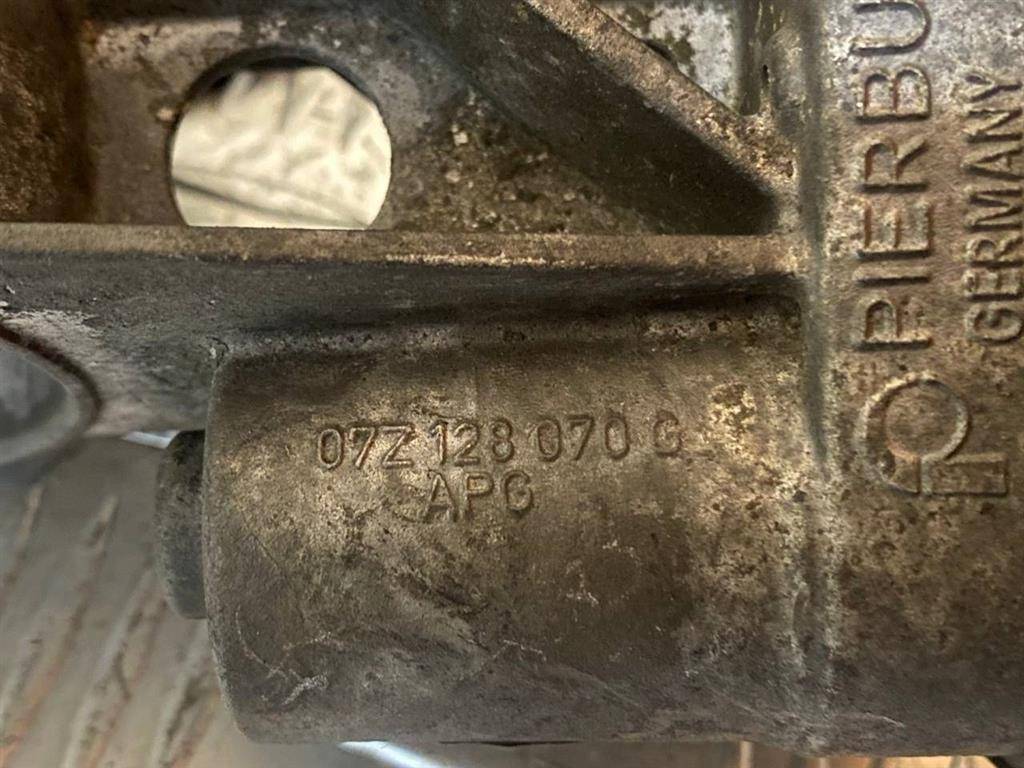 07Z 128 070 G
APG
PIERBU
GERMANY